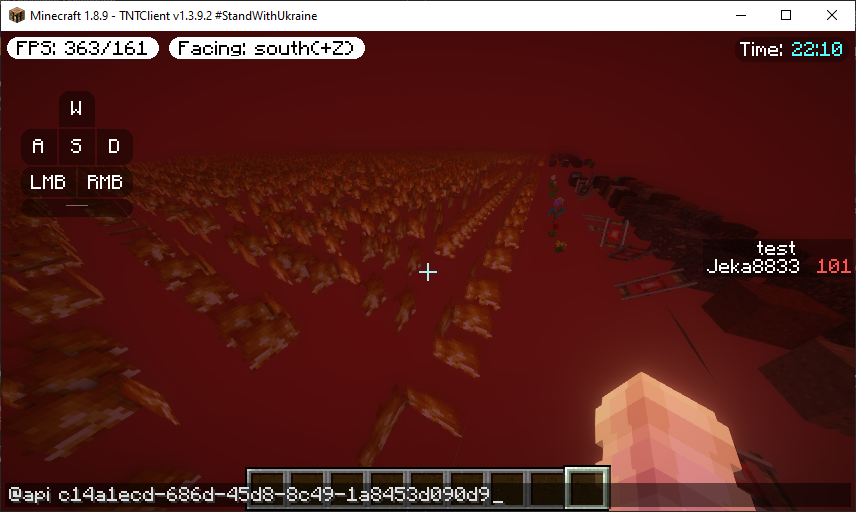 Minecraft 1.8.9 - TNTClient v1.3.9.2 #StandWithUkraine
FPS: 363/161 Facing: south(+Z) Time: 22:10
W
A S D
LMB RMB
test
Jeka8833 101
@api c14a1ecd-686d-45d8-8c49-1a8453d090d9_